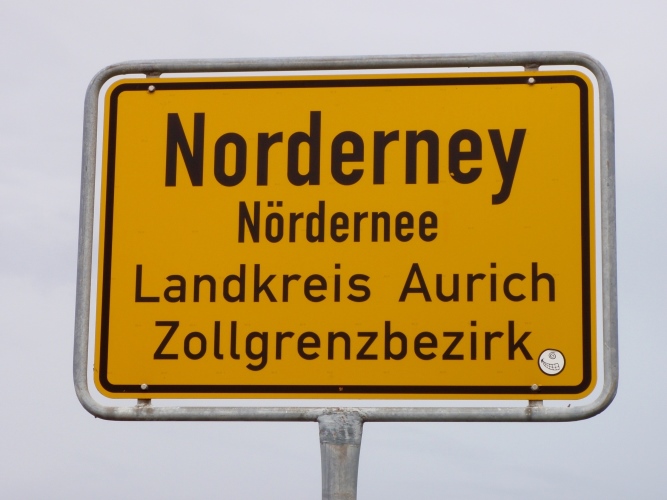 Norderney
Nördernee
Landkreis Aurich
Zollgrenzbezirk